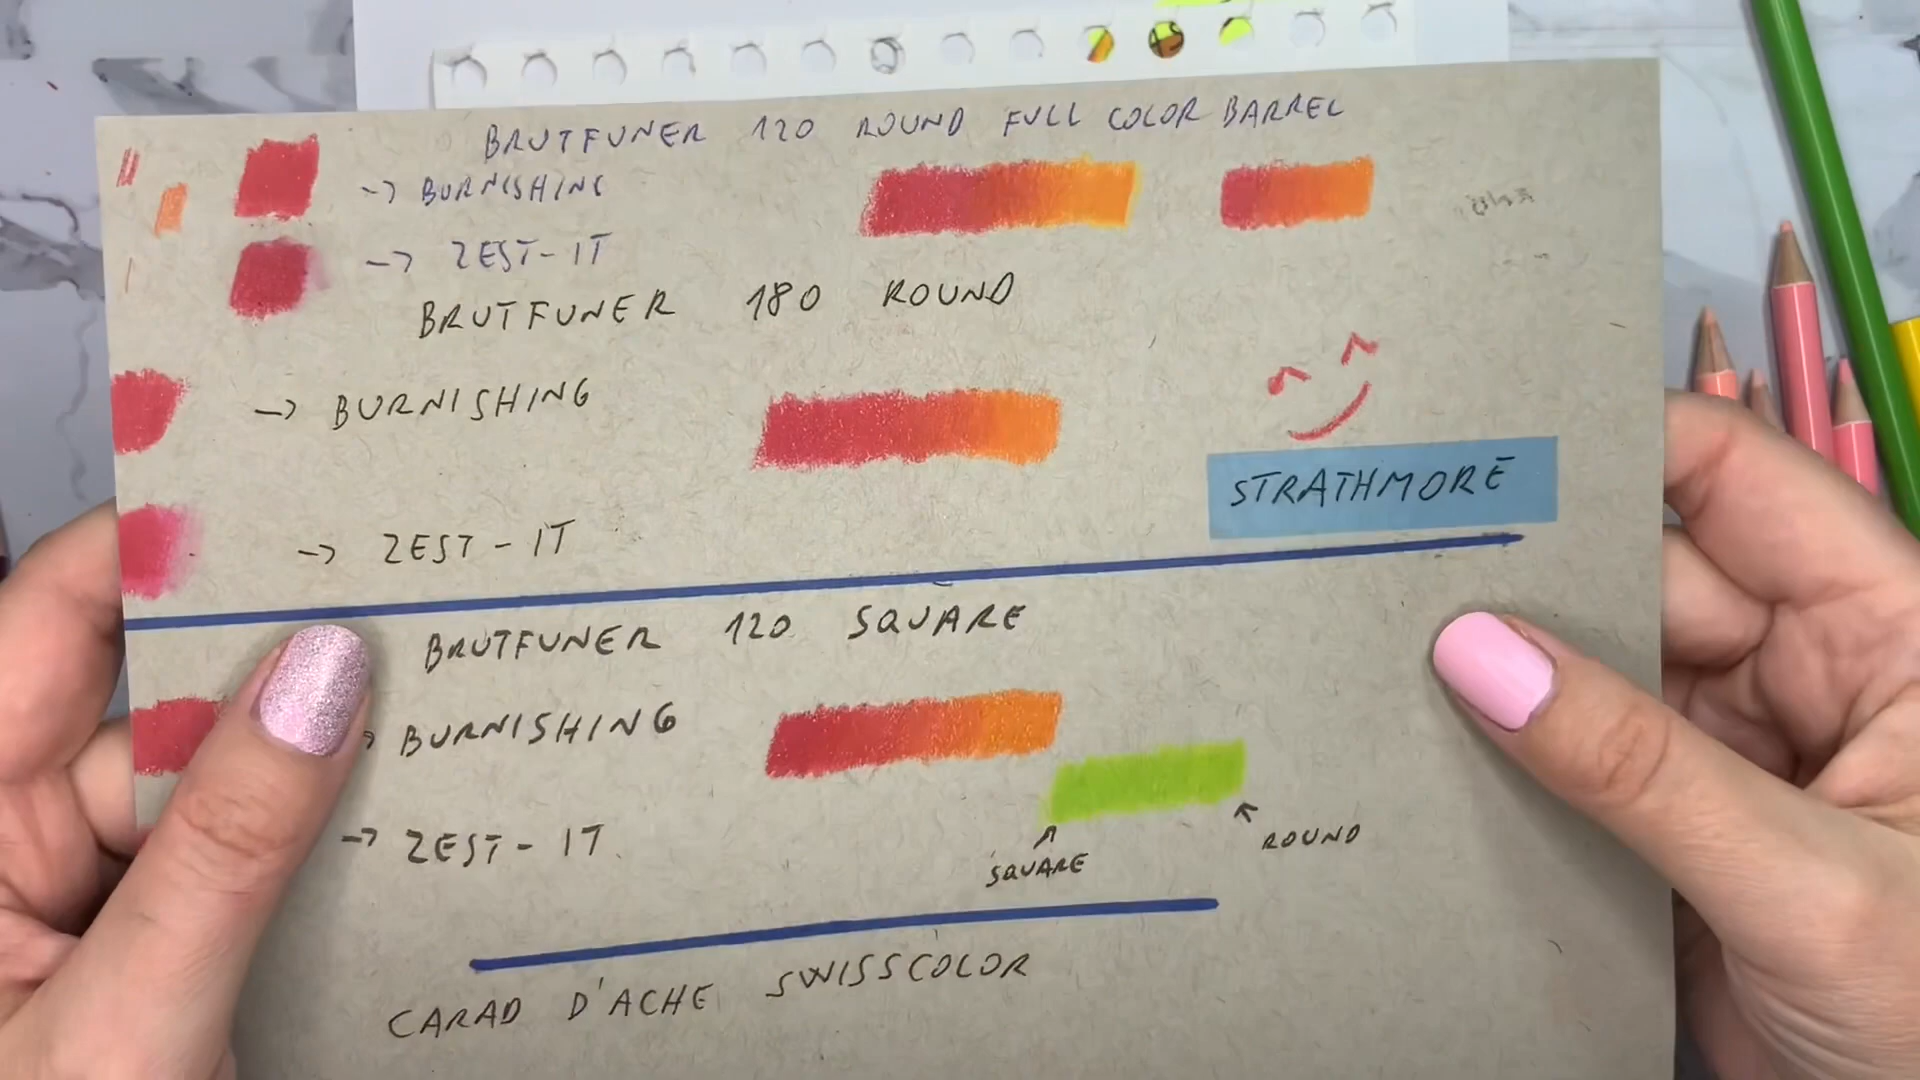 BRUTFUNER 120 ROUND FULL COLOR BARREL
-> BURNISHING
-> ZEST-IT
BRUTFUNER 180 ROUND
-> BURNISHING
STRATHMORE
-> ZEST-IT
BRUTFUNER 120 SQUARE
BURNISHING
-> ZEST-IT.
SQUARE
ROUND
CARAD D'ACHE SWISSCOLOR